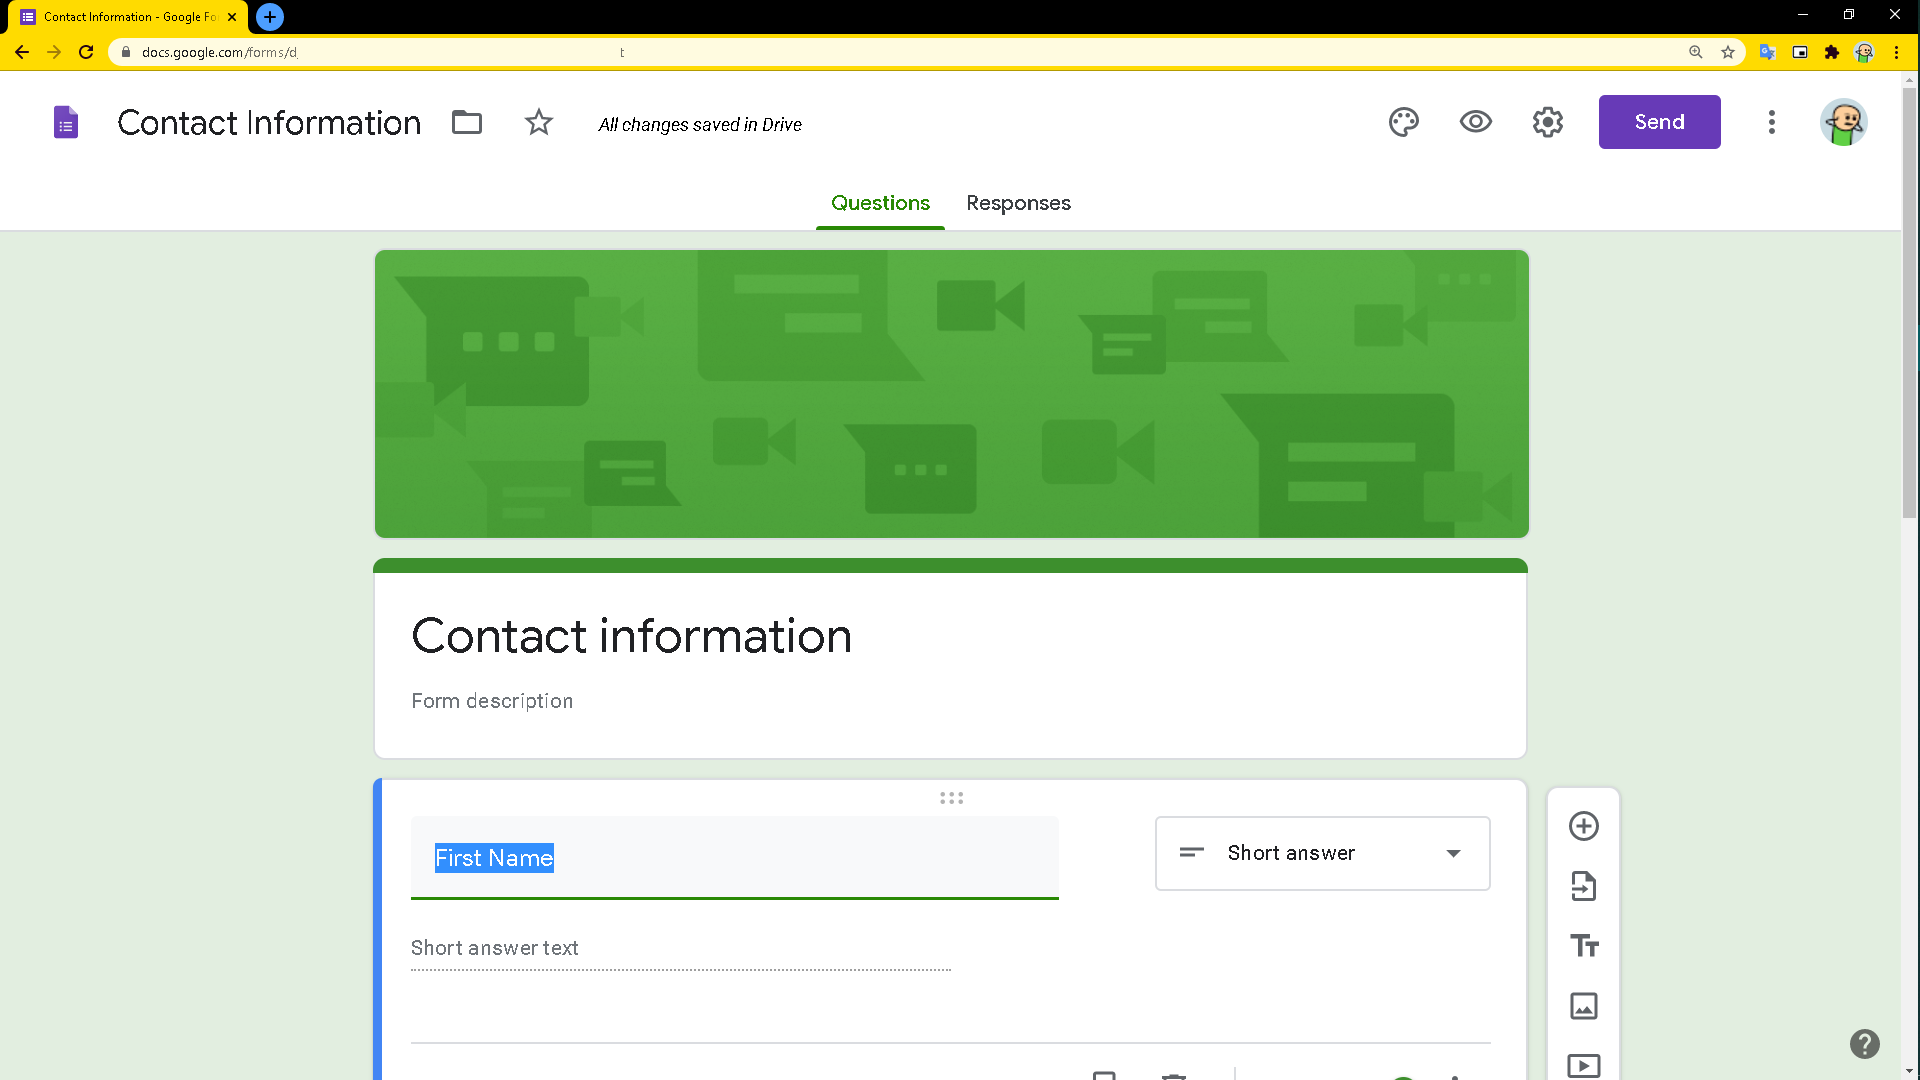 Contact Information - Google Fo
docs.google.com/forms/d
Contact Information
All changes saved in Drive
Send
Questions
Responses
Contact information
Form description
First Name
Short answer
Short answer text